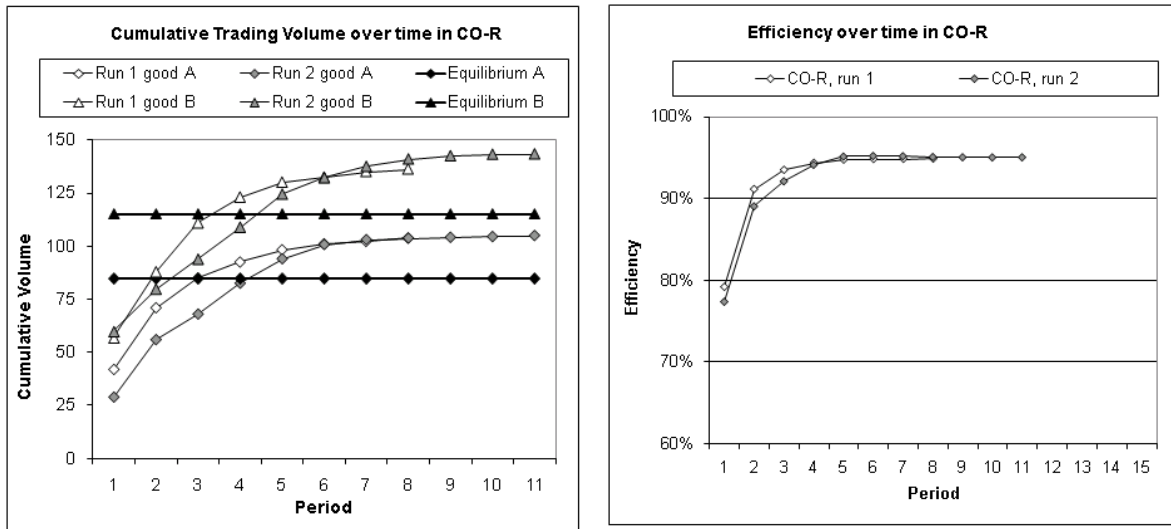 Cumulative Trading Volume over time in CO-R
Run 1 good A Run 2 good A Equilibrium A
Run 1 good B Run 2 good B Equilibrium B
Cumulative Volume
150
125
100
75
50
25
0
1 2 3 4 5 6 7 8 9 10 11
Period
Efficiency over time in CO-R
CO-R, run 1 CO-R, run 2
Efficiency
100%
90%
80%
70%
60%
1 2 3 4 5 6 7 8 9 10 11 12 13 14 15
Period